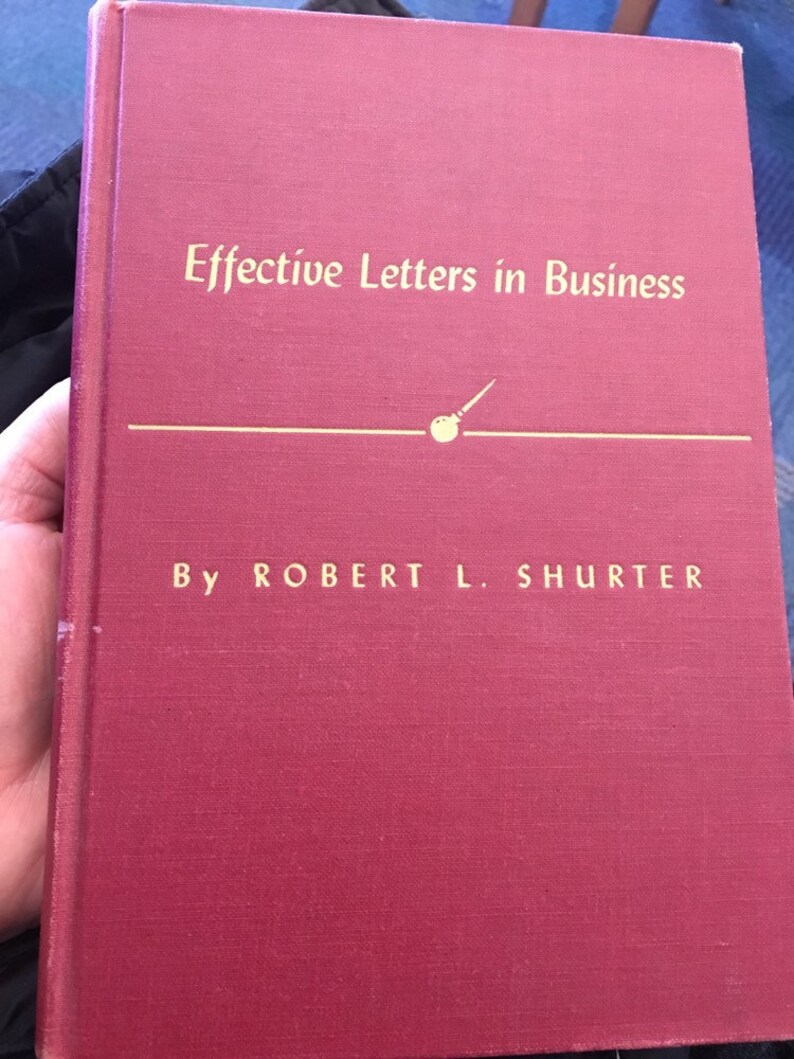 Effective Letters in Business
By ROBERT L. SHURTER